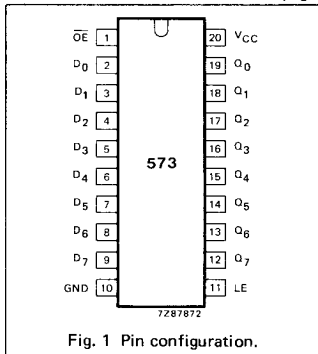 OE 1 20 VCC
D0 2 19 Q0
D1 3 18 Q1
D2 4 17 Q2
D3 5 16 Q3
573
D4 6 15 Q4
D5 7 14 Q5
D6 8 13 Q6
D7 9 12 Q7
GND 10 11 LE
7Z87872
Fig. 1 Pin configuration.